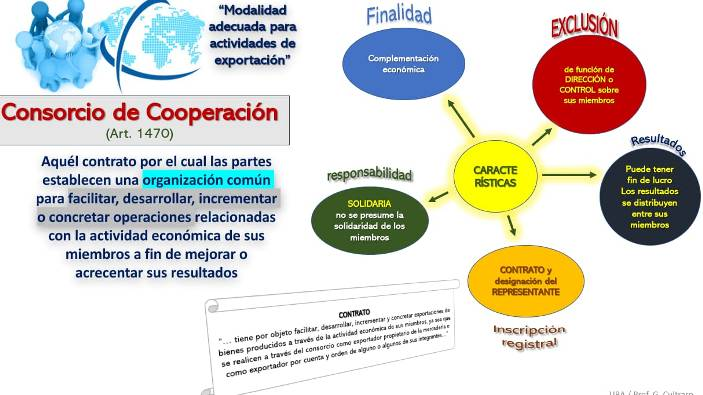 “Modalidad
adecuada para
actividades de
exportación”
Consorcio de Cooperación
(Art. 1470)
Aquél contrato por el cual las partes
establecen una organización común
para facilitar, desarrollar, incrementar
o concretar operaciones relacionadas
con la actividad económica de sus
miembros a fin de mejorar o
acrecentar sus resultados
Finalidad
Complementación
económica
EXCLUSIÓN
de función de
DIRECCIÓN o
CONTROL sobre
sus miembros
Resultados
Puede tener
fin de lucro
Los resultados
se distribuyen
entre sus
miembros
CARACTE
RÍSTICAS
responsabilidad
SOLIDARIA
no se presume la
solidaridad de los
miembros
CONTRATO y
designación del
REPRESENTANTE
Inscripción
registral
CONTRATO
“… tiene por objeto facilitar, desarrollar, incrementar y concretar exportaciones de
bienes producidos a través de la actividad económica de sus miembros, ya sea que
se realicen a través del consorcio como exportador propietario de la mercadería o
como exportador por cuenta y orden de alguno o algunos de sus integrantes…”